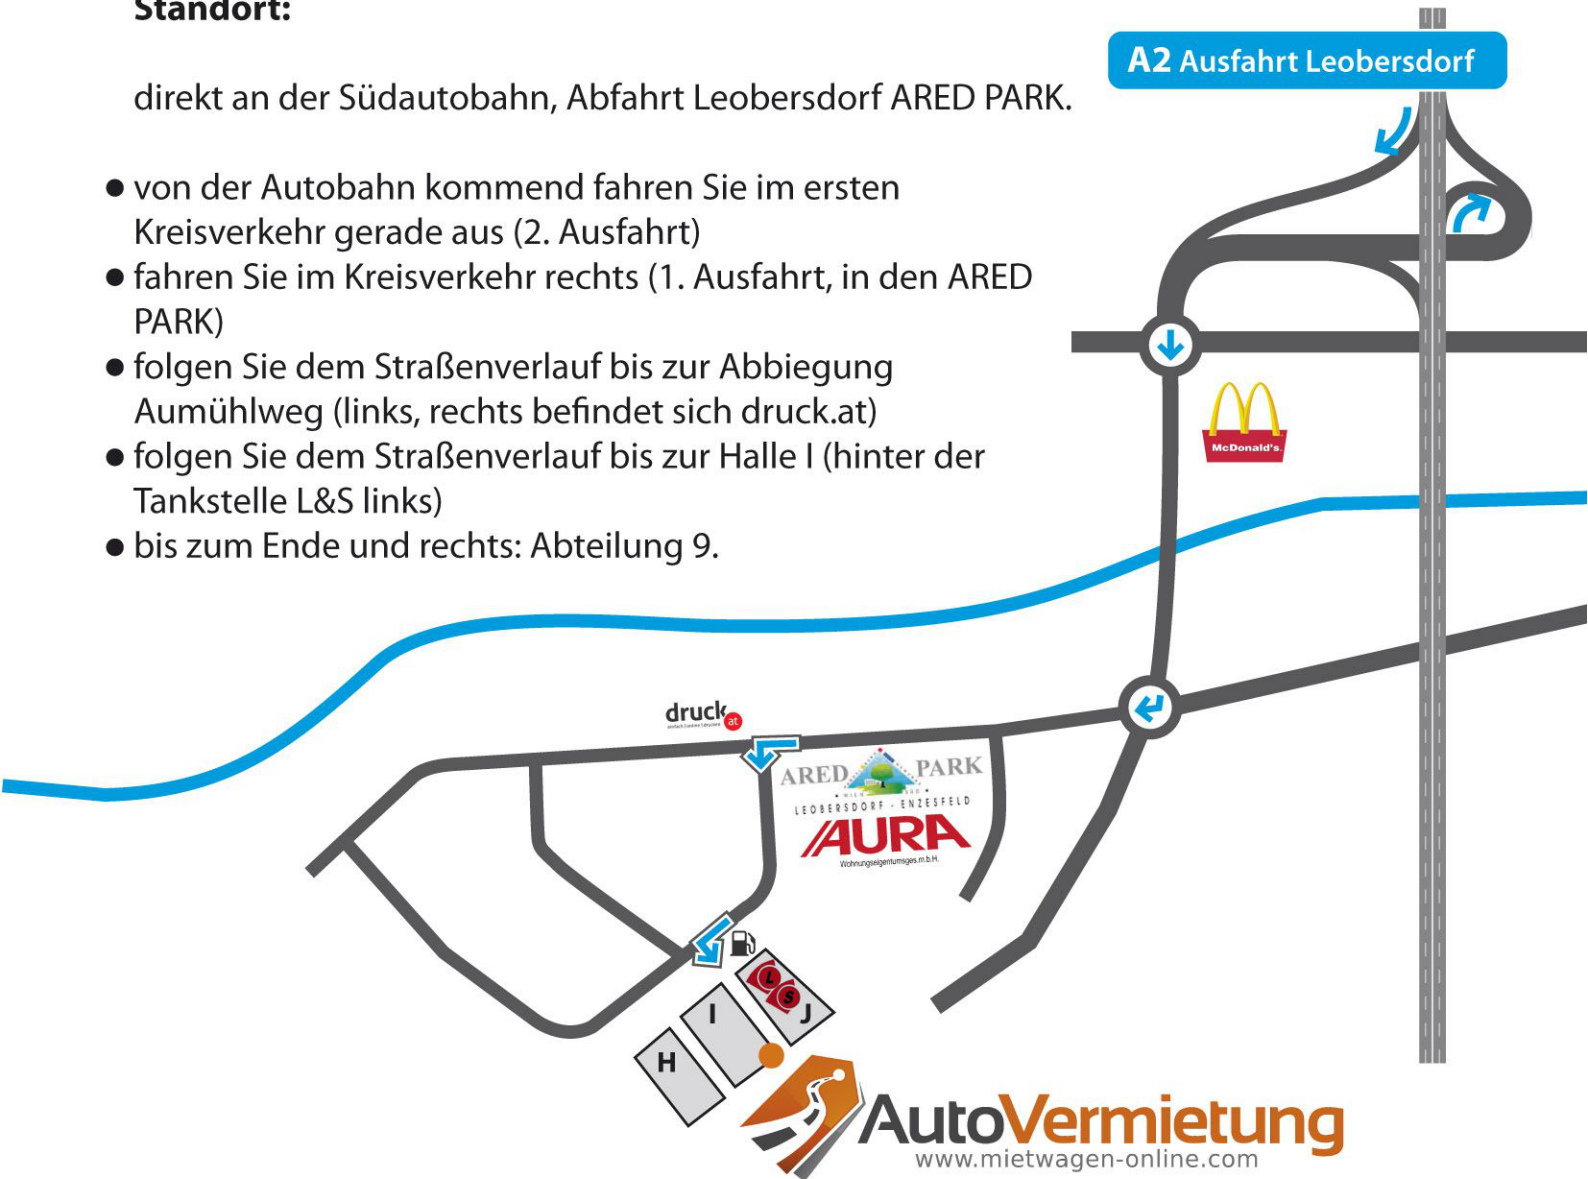 Standort:
direkt an der Südautobahn, Abfahrt Leobersdorf ARED PARK.
● von der Autobahn kommend fahren Sie im ersten
Kreisverkehr gerade aus (2. Ausfahrt)
● fahren Sie im Kreisverkehr rechts (1. Ausfahrt, in den ARED
PARK)
● folgen Sie dem Straßenverlauf bis zur Abbiegung
Aumühlweg (links, rechts befindet sich druck.at)
● folgen Sie dem Straßenverlauf bis zur Halle I (hinter der
Tankstelle L&S links)
● bis zum Ende und rechts: Abteilung 9.
A2 Ausfahrt Leobersdorf
McDonald's
druck at
ARED PARK
WIEN SÜD
LEOBERSDORF - ENZESFELD
AURA
Wohnungseigentumsges.m.b.H.
L
S
J
I
H
AutoVermietung
www.mietwagen-online.com